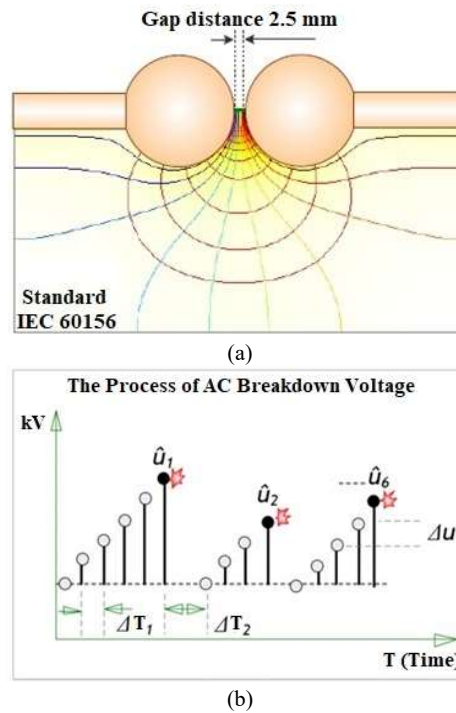 Gap distance 2.5 mm
Standard
IEC 60156
(a)
The Process of AC Breakdown Voltage
kV
û1
û2
û6
Δu
ΔT1
ΔT2
T (Time)
(b)